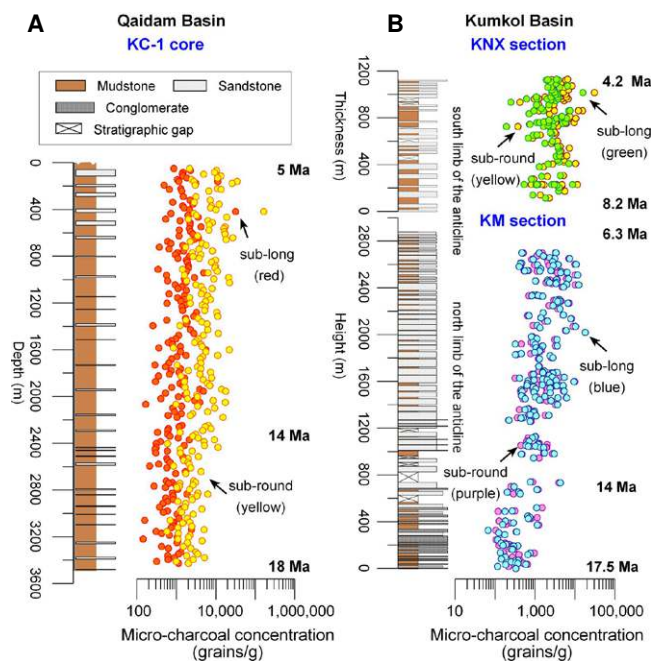 A
Qaidam Basin
KC-1 core
Mudstone
Sandstone
Conglomerate
Stratigraphic gap
0
400
800
1200
1600
2000
2400
2800
3200
3600
Depth (m)
5 Ma
sub-long
(red)
14 Ma
sub-round
(yellow)
18 Ma
100
10,000
1,000,000
Micro-charcoal concentration
(grains/g)
B
Kumkol Basin
KNX section
1200
800
400
0
Thickness (m)
south limb of the anticline
4.2 Ma
sub-long
(green)
sub-round
(yellow)
8.2 Ma
KM section
6.3 Ma
2800
2400
2000
1600
1200
800
400
0
Height (m)
north limb of the anticline
sub-long
(blue)
sub-round
(purple)
14 Ma
17.5 Ma
10
1,000
100,000
Micro-charcoal concentration
(grains/g)